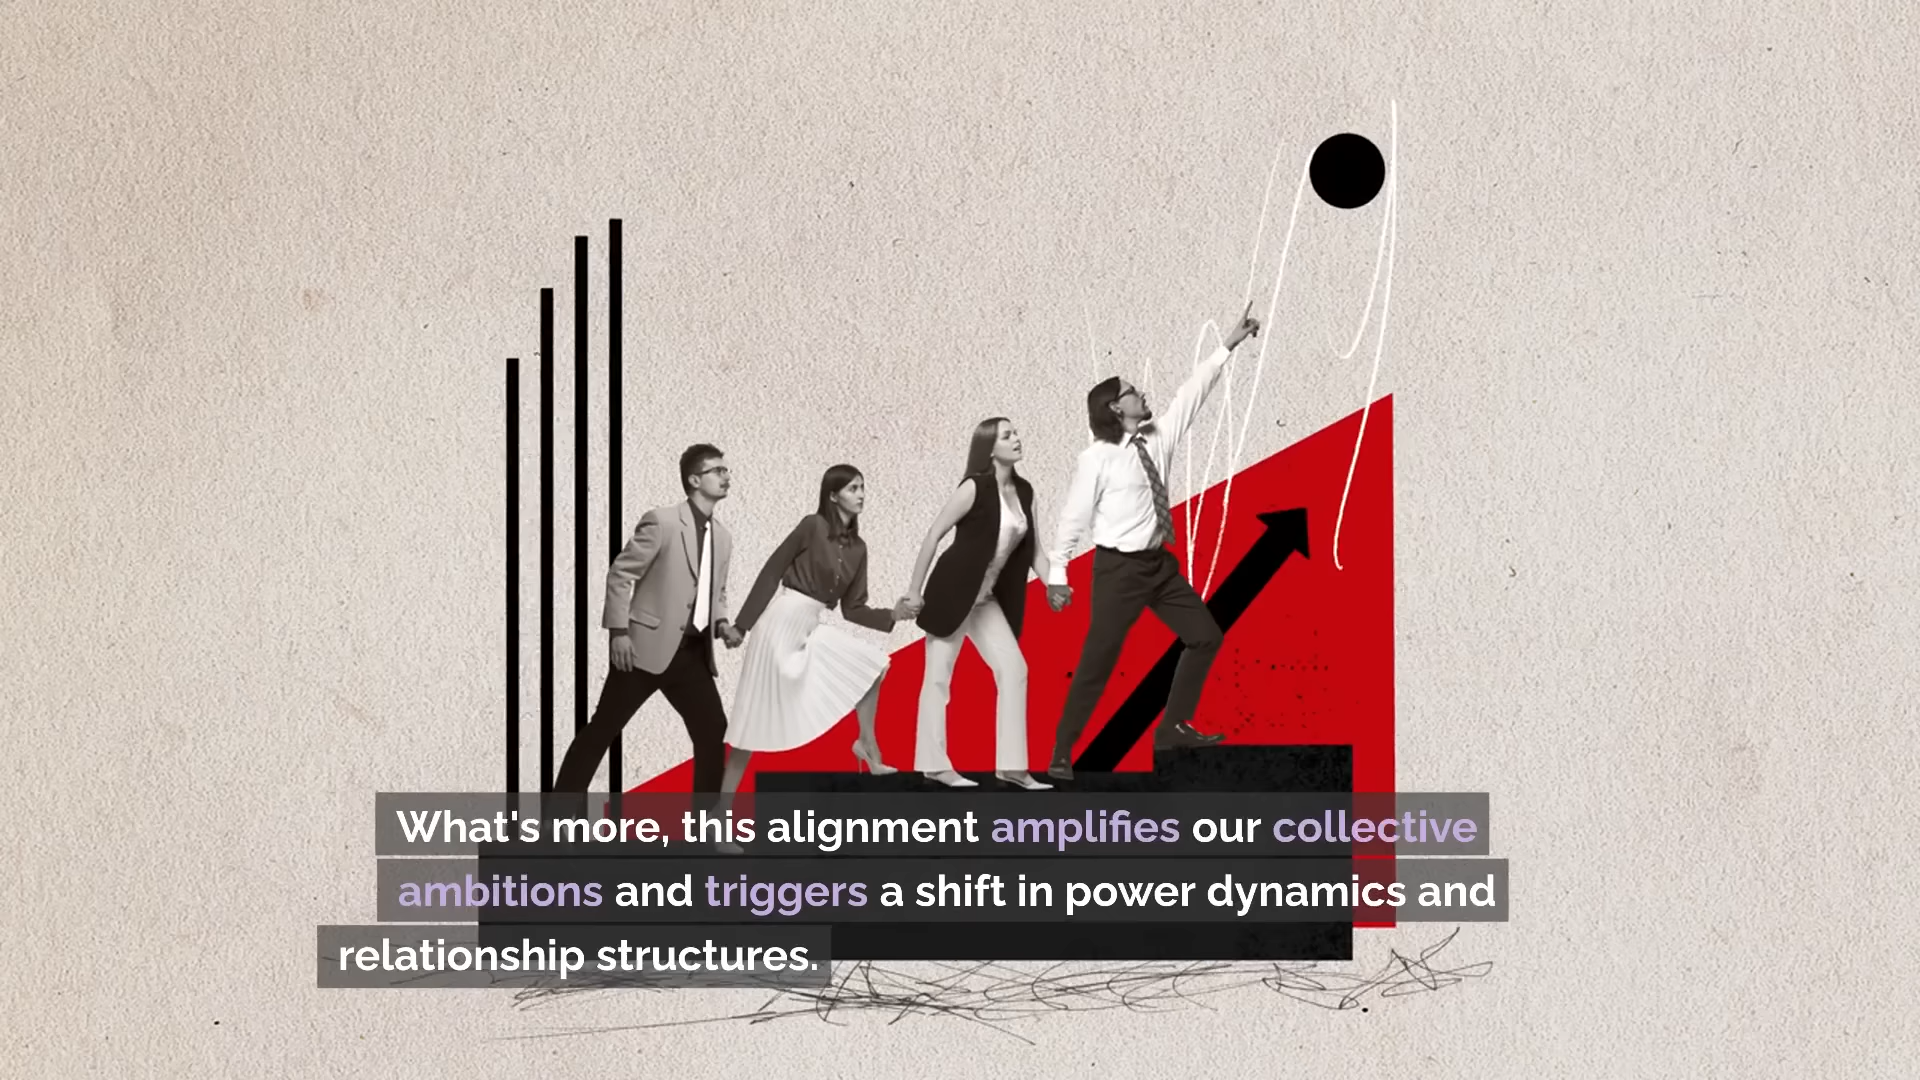 What's more, this alignment amplifies our collective
ambitions and triggers a shift in power dynamics and
relationship structures.